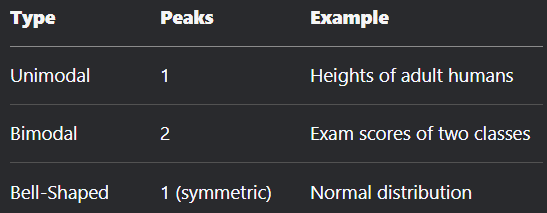 Type Peaks Example
Unimodal 1 Heights of adult humans
Bimodal 2 Exam scores of two classes
Bell-Shaped 1 (symmetric) Normal distribution